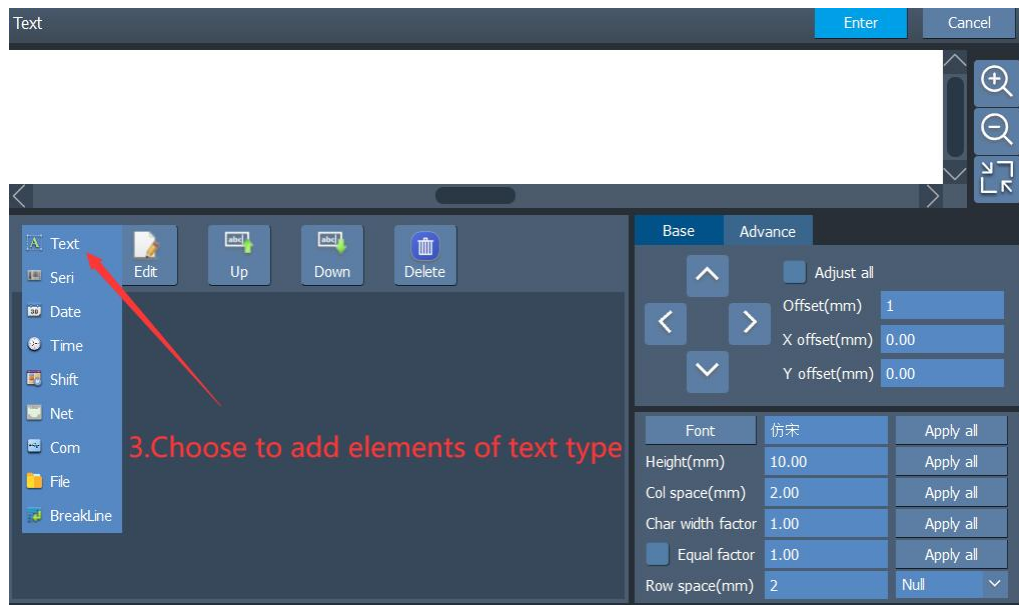 Text Enter Cancel
Text
Seri
Date
Time
Shift
Net
Com
File
BreakLine
Edit Up Down Delete
3.Choose to add elements of text type
Base Advance
Adjust all
Offset(mm) 1
X offset(mm) 0.00
Y offset(mm) 0.00
Font 仿宋 Apply all
Height(mm) 10.00 Apply all
Col space(mm) 2.00 Apply all
Char width factor 1.00 Apply all
Equal factor 1.00 Apply all
Row space(mm) 2 Null